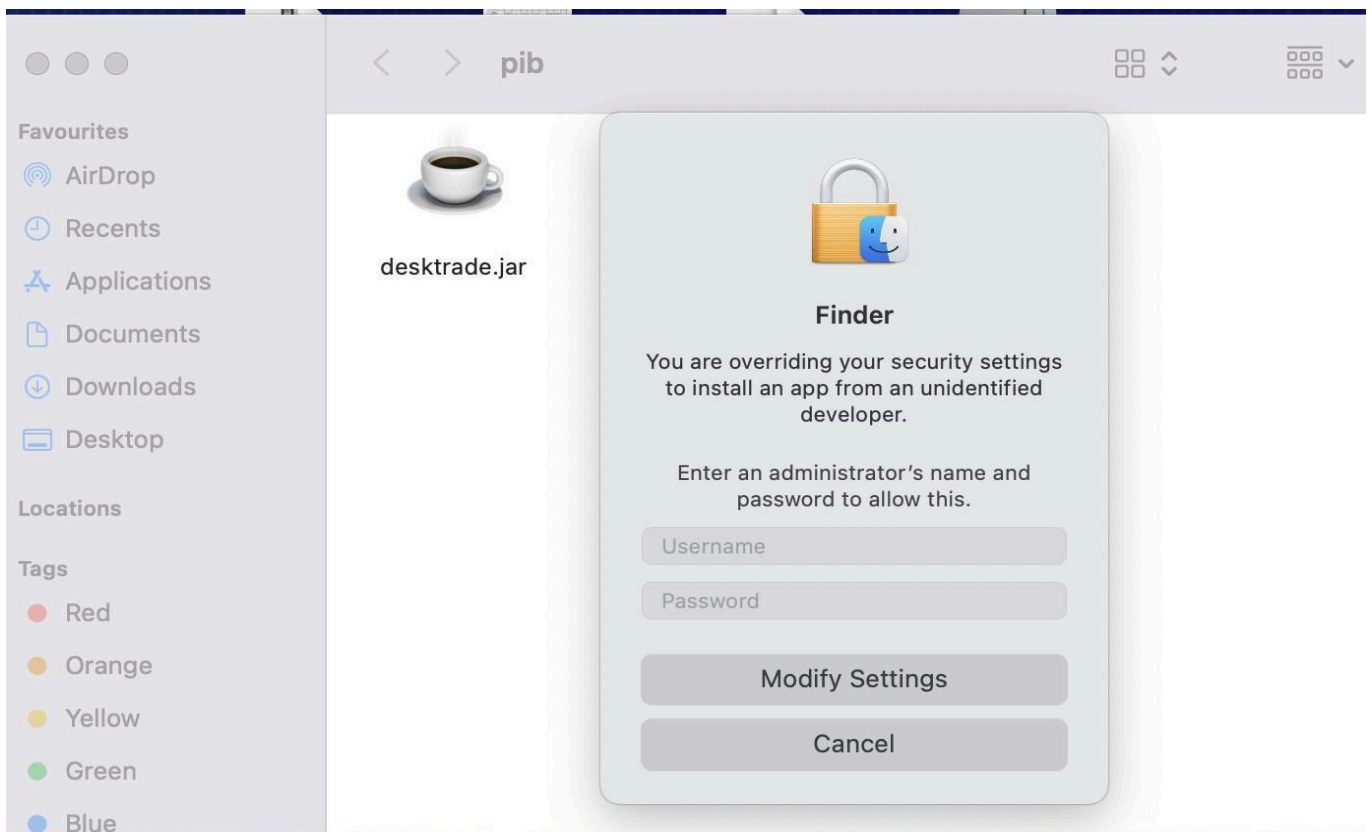 pib
Favourites
AirDrop
Recents
Applications
Documents
Downloads
Desktop
Locations
Tags
Red
Orange
Yellow
Green
Blue
desktrade.jar
Finder
You are overriding your security settings
to install an app from an unidentified
developer.
Enter an administrator's name and
password to allow this.
Username
Password
Modify Settings
Cancel